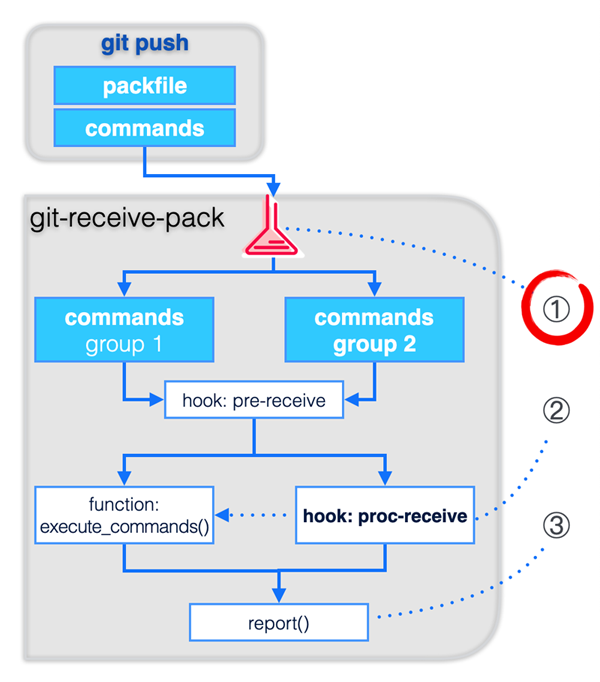 git push
packfile
commands
git-receive-pack
commands
group 1
commands
group 2
①
hook: pre-receive
②
function:
execute_commands()
hook: proc-receive
③
report()